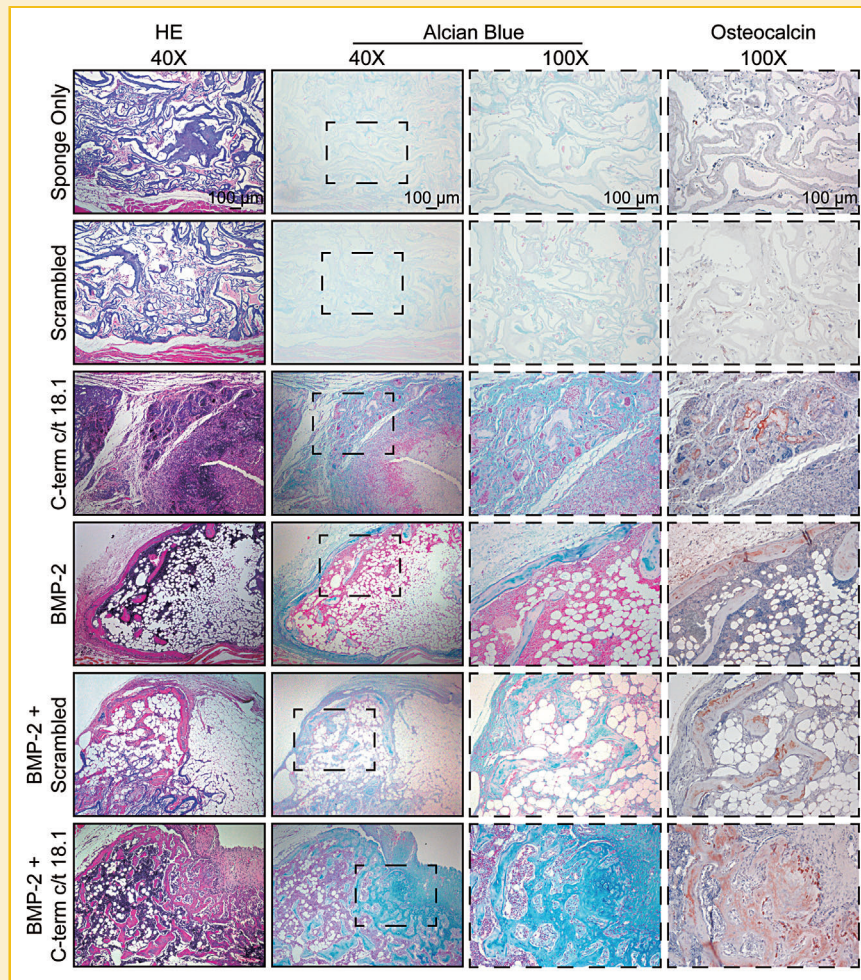 HE
Alcian Blue
Osteocalcin
40X
40X
100X
100X
Sponge Only
100 µm
100 µm
100 µm
100 µm
Scrambled
C-term c/t 18.1
BMP-2
BMP-2 +
Scrambled
BMP-2 +
C-term c/t 18.1